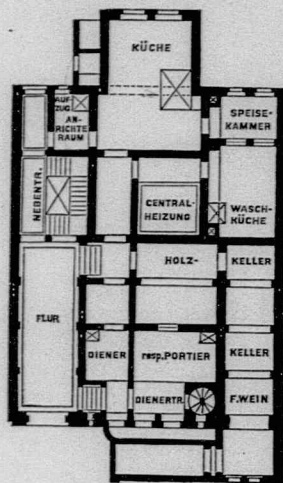 KÜCHE
AUF-
ZUG
AN-
RICHTE
RAUM
SPEISE-
KAMMER
NEBENTR.
CENTRAL-
HEIZUNG
WASCH-
KÜCHE
HOLZ-
KELLER
FLUR
DIENER
resp. PORTIER
KELLER
DIENERTR.
F. WEIN